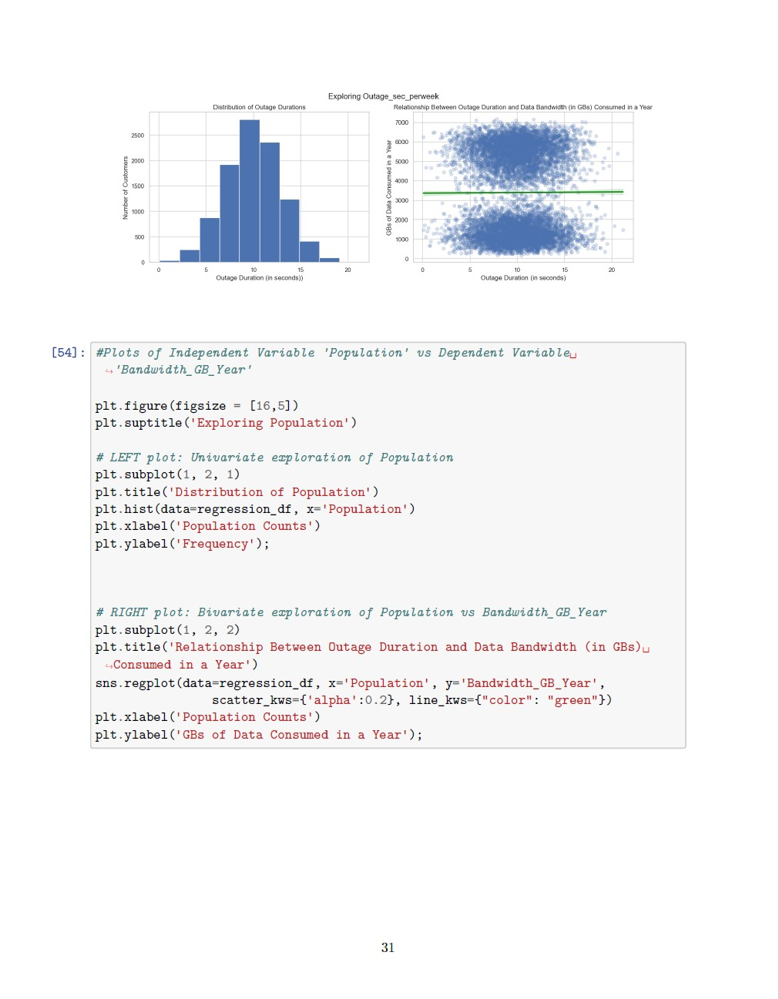 Exploring Outage_sec_perweek
Distribution of Outage Durations
2500
2000
1500
1000
500
0
Number of Customers
0 5 10 15 20
Outage Duration (in seconds))
Relationship Between Outage Duration and Data Bandwidth (in GBs) Consumed in a Year
7000
6000
5000
4000
3000
2000
1000
0
GBs of Data Consumed in a Year
0 5 10 15 20
Outage Duration (in seconds)
[54]: #Plots of Independent Variable 'Population' vs Dependent Variable␣
↪'Bandwidth_GB_Year'
plt.figure(figsize = [16,5])
plt.suptitle('Exploring Population')
# LEFT plot: Univariate exploration of Population
plt.subplot(1, 2, 1)
plt.title('Distribution of Population')
plt.hist(data=regression_df, x='Population')
plt.xlabel('Population Counts')
plt.ylabel('Frequency');
# RIGHT plot: Bivariate exploration of Population vs Bandwidth_GB_Year
plt.subplot(1, 2, 2)
plt.title('Relationship Between Outage Duration and Data Bandwidth (in GBs)␣
↪Consumed in a Year')
sns.regplot(data=regression_df, x='Population', y='Bandwidth_GB_Year',
scatter_kws={'alpha':0.2}, line_kws={"color": "green"})
plt.xlabel('Population Counts')
plt.ylabel('GBs of Data Consumed in a Year');
31